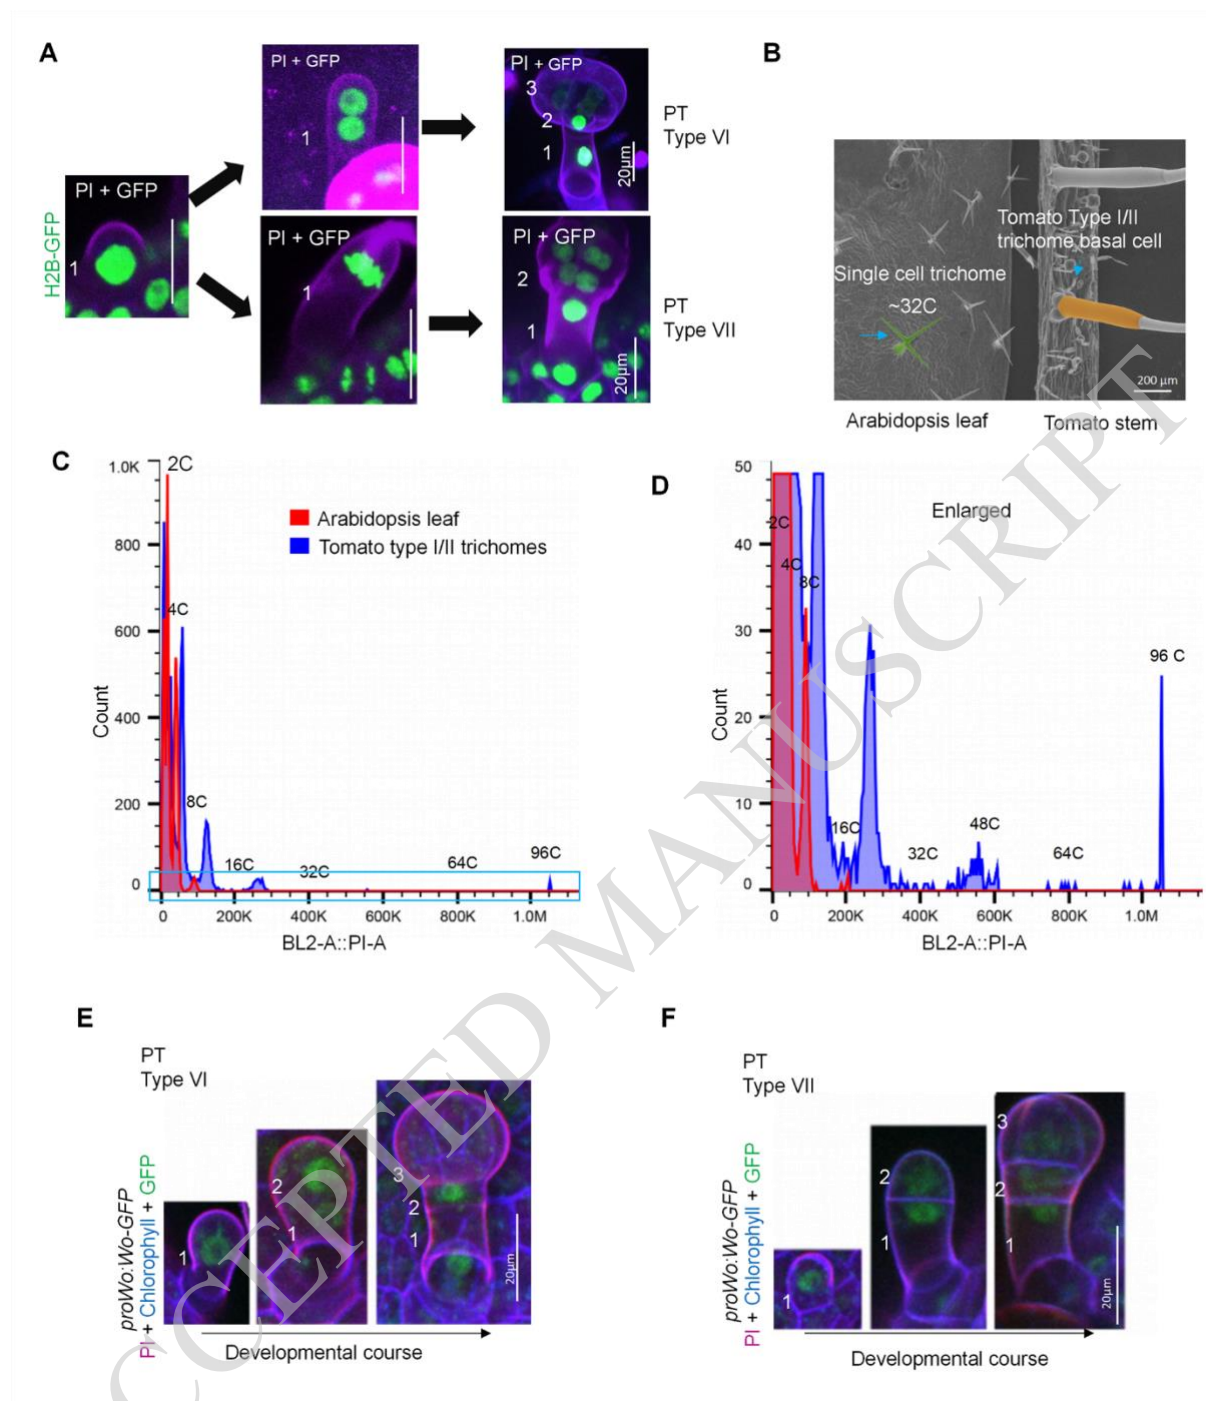 A
H2B-GFP
PI + GFP
1
PI + GFP
1
PI + GFP
3
2
1
20μm
PT
Type VI
PI + GFP
1
PI + GFP
2
1
20μm
PT
Type VII
B
Tomato Type I/II
trichome basal cell
Single cell trichome
~32C
200 μm
Arabidopsis leaf
Tomato stem
C
1.0K
800
600
400
200
0
Count
2C
4C
8C
16C
32C
64C
96C
Arabidopsis leaf
Tomato type I/II trichomes
0
200K
400K
600K
800K
1.0M
BL2-A::PI-A
D
Enlarged
50
40
30
20
10
0
Count
2C
4C
8C
16C
32C
48C
64C
96 C
0
200K
400K
600K
800K
1.0M
BL2-A::PI-A
E
PT
Type VI
proWo:Wo-GFP
PI + Chlorophyll + GFP
1
2
1
3
2
1
20μm
Developmental course
F
PT
Type VII
proWo:Wo-GFP
PI + Chlorophyll + GFP
1
2
1
3
2
1
20μm
Developmental course
CCEPTED MANUSCRIPT